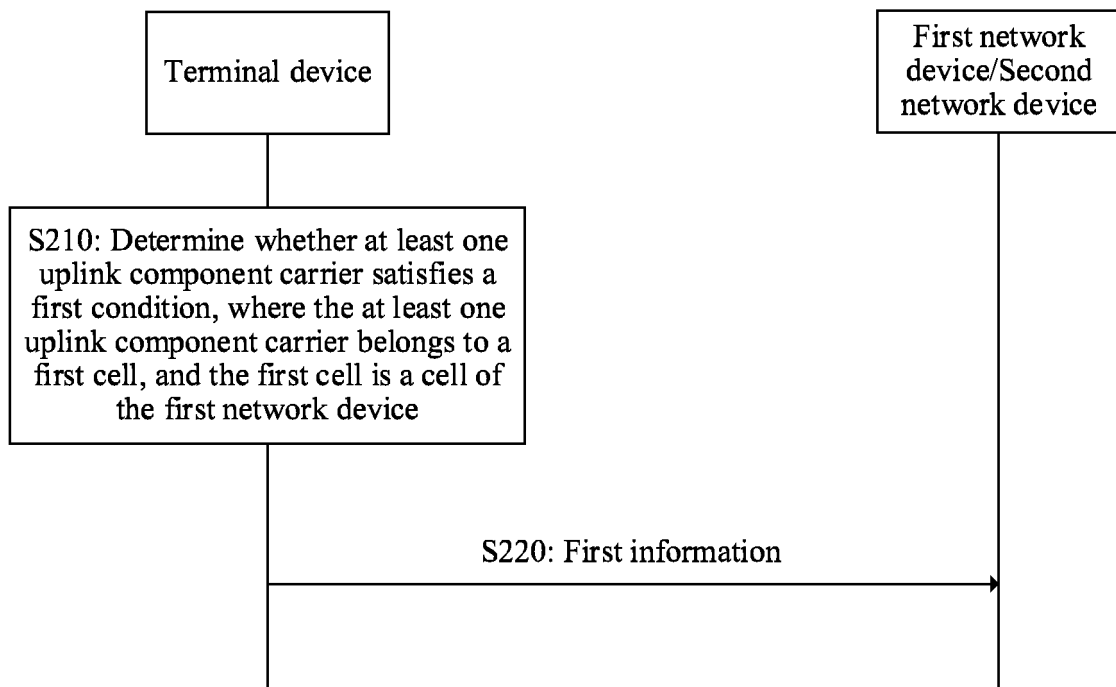 Terminal device
First network
device/Second
network device
S210: Determine whether at least one
uplink component carrier satisfies a
first condition, where the at least one
uplink component carrier belongs to a
first cell, and the first cell is a cell of
the first network device
S220: First information